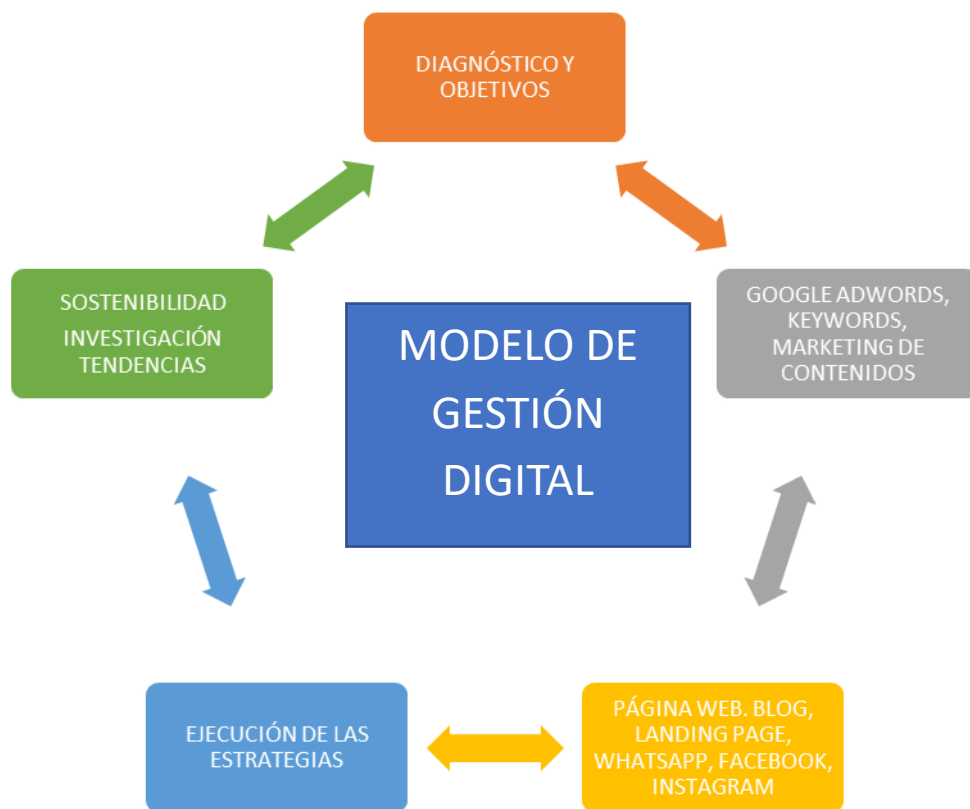 DIAGNÓSTICO Y
OBJETIVOS
GOOGLE ADWORDS,
KEYWORDS,
MARKETING DE
CONTENIDOS
PÁGINA WEB. BLOG,
LANDING PAGE,
WHATSAPP, FACEBOOK,
INSTAGRAM
EJECUCIÓN DE LAS
ESTRATEGIAS
SOSTENIBILIDAD
INVESTIGACIÓN
TENDENCIAS
MODELO DE
GESTIÓN
DIGITAL